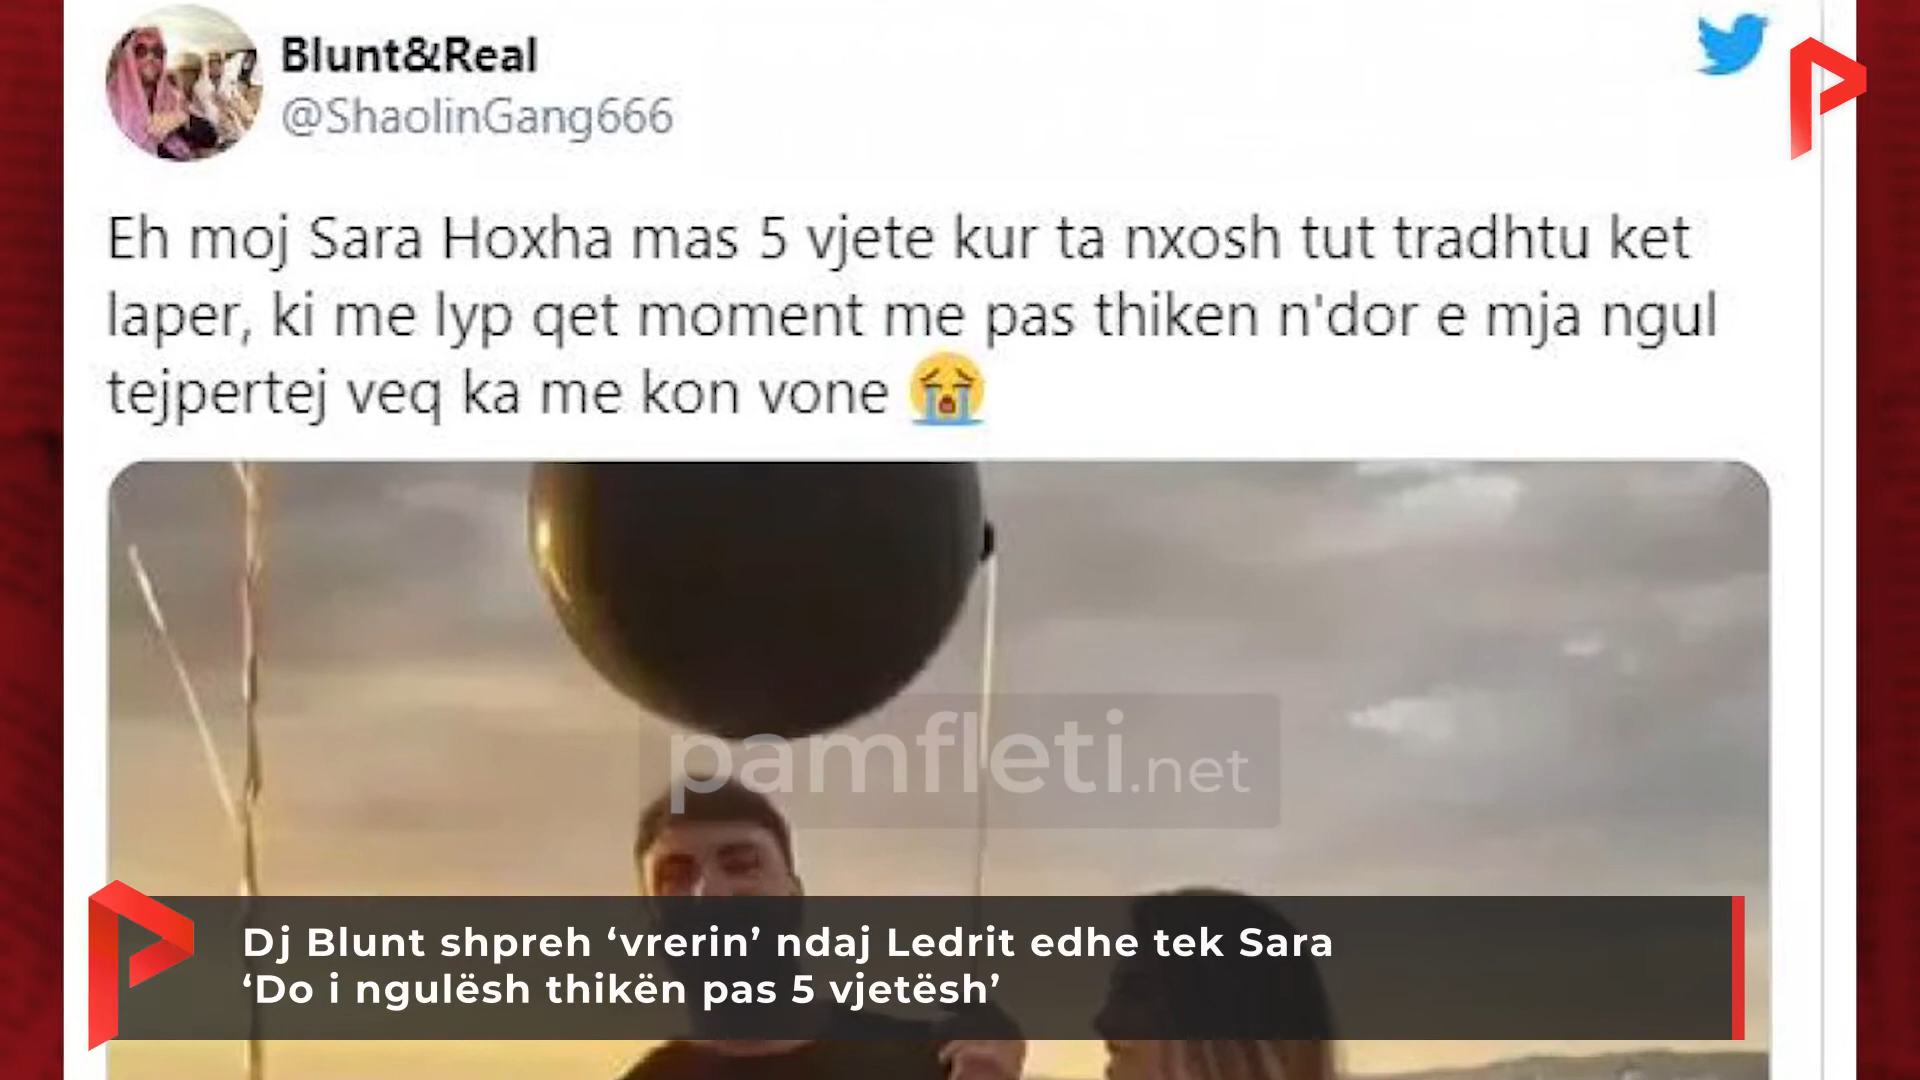 Blunt&Real
@ShaolinGang666
Eh moj Sara Hoxha mas 5 vjete kur ta nxosh tut tradhtu ket
laper, ki me lyp qet moment me pas thiken n'dor e mja ngul
tejpertej veq ka me kon vone 😭
pamfleti.net
Dj Blunt shpreh ‘vrerin’ ndaj Ledrit edhe tek Sara
‘Do i ngulësh thikën pas 5 vjetësh’